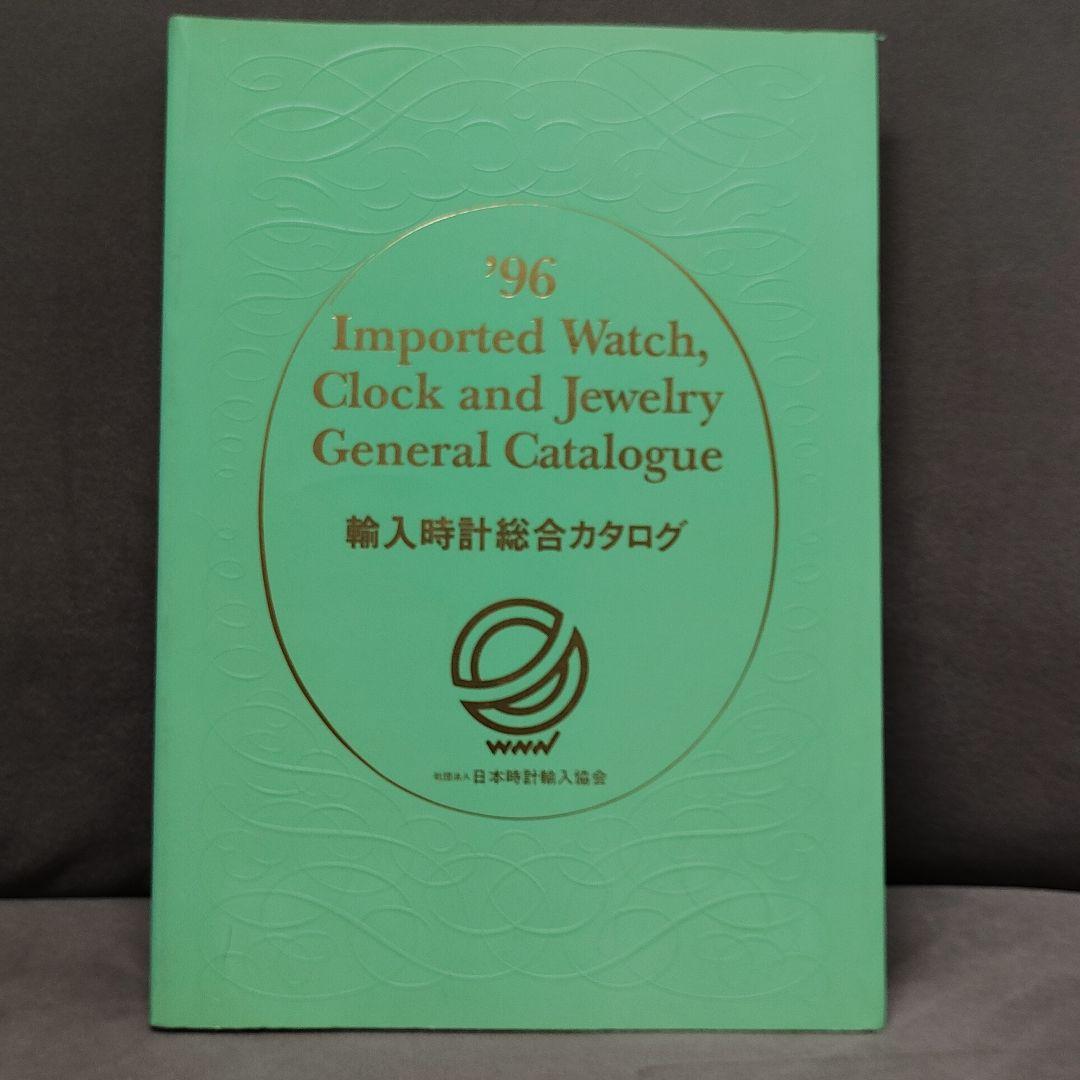 ’96
Imported Watch,
Clock and Jewelry
General Catalogue
輸入時計総合カタログ
WNN
社団法人 日本時計輸入協会